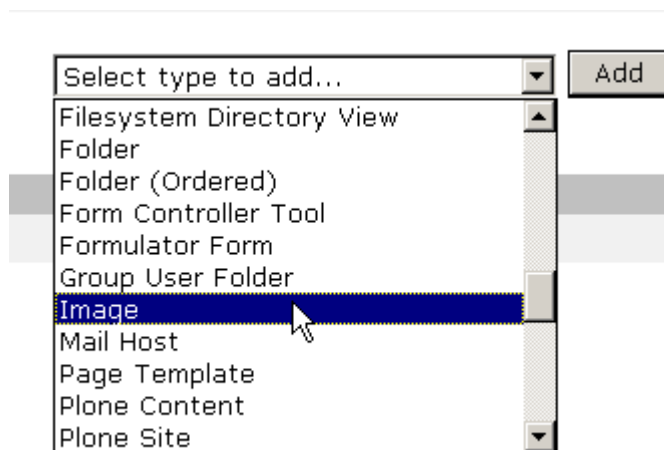 Select type to add...
Add
Filesystem Directory View
Folder
Folder (Ordered)
Form Controller Tool
Formulator Form
Group User Folder
Image
Mail Host
Page Template
Plone Content
Plone Site